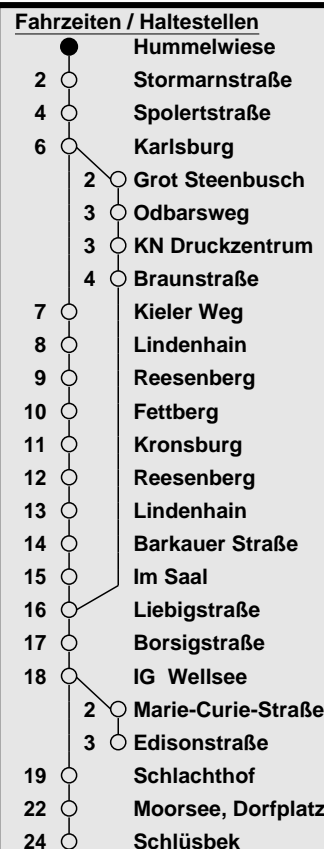 Fahrzeiten / Haltestellen
Hummelwiese
2 Stormarnstraße
4 Spolertstraße
6 Karlsburg
2 Grot Steenbusch
3 Odbarsweg
3 KN Druckzentrum
4 Braunstraße
7 Kieler Weg
8 Lindenhain
9 Reesenberg
10 Fettberg
11 Kronsburg
12 Reesenberg
13 Lindenhain
14 Barkauer Straße
15 Im Saal
16 Liebigstraße
17 Borsigstraße
18 IG Wellsee
2 Marie-Curie-Straße
3 Edisonstraße
19 Schlachthof
22 Moorsee, Dorfplatz
24 Schlüsbek